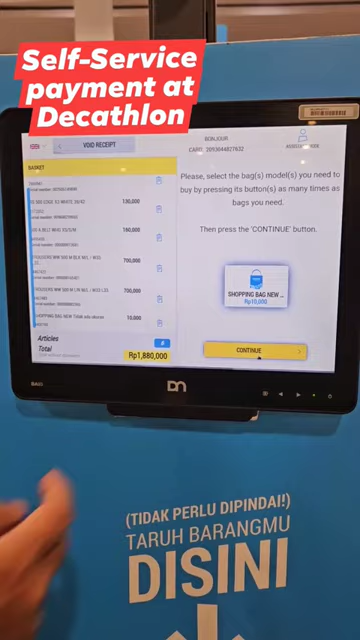 Self-Service
payment at
Decathlon
VOID RECEIPT
BONJOUR
CARD: 2093644827632
BASKET
130,000
160,000
700,000
700,000
SHOPPING BAG NEW
10,000
Articles
Total
Rp1,880,000
Please, select the bag(s) model(s) you need to
buy by pressing its button(s) as many times as
bags you need.
Then press the 'CONTINUE' button.
SHOPPING BAG NEW ...
Rp10,000
CONTINUE
(TIDAK PERLU DIPINDAI!)
TARUH BARANGMU
DISINI